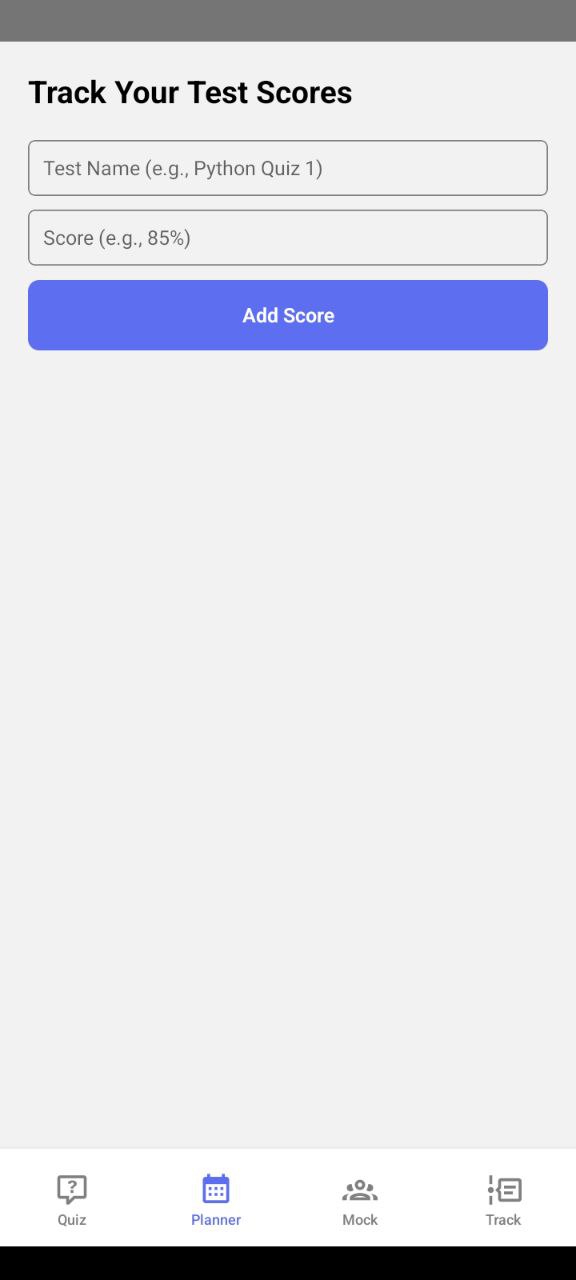 Track Your Test Scores
Test Name (e.g., Python Quiz 1)
Score (e.g., 85%)
Add Score
Quiz
Planner
Mock
Track